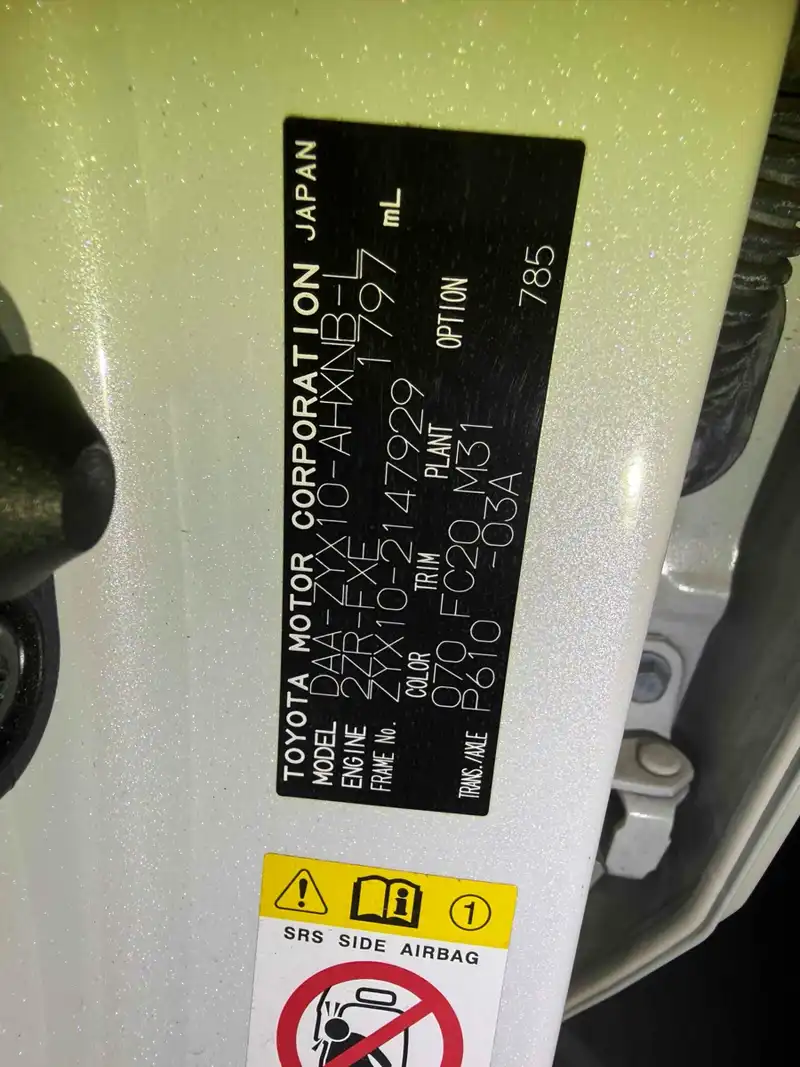 TOYOTA MOTOR CORPORATION JAPAN
MODEL DAA-ZYX10-AHXNB-L
ENGINE 2ZR-FXE 1797 mL
FRAME No. ZYX10-2147929
COLOR TRIM PLANT OPTION
070 FC20 M31
TRANS./AXLE P610 -03A 785
1
SRS SIDE AIRBAG